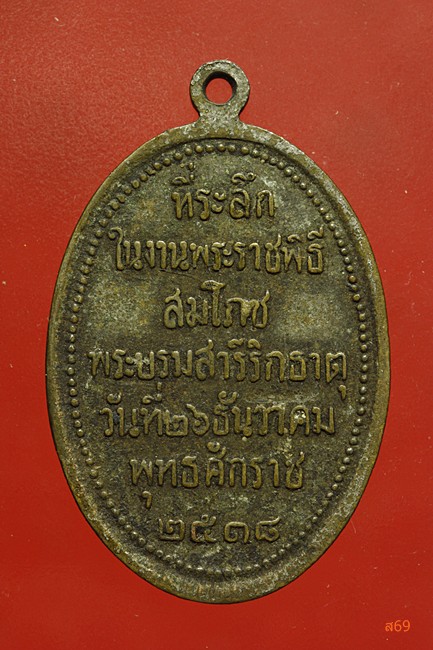 ที่ระลึก
ในงานพระราชพิธี
สมโภช
พระบรมสารีริกธาตุ
วันที่๒๖ธันวาคม
พุทธศักราช
๒๕๑๘
ส69